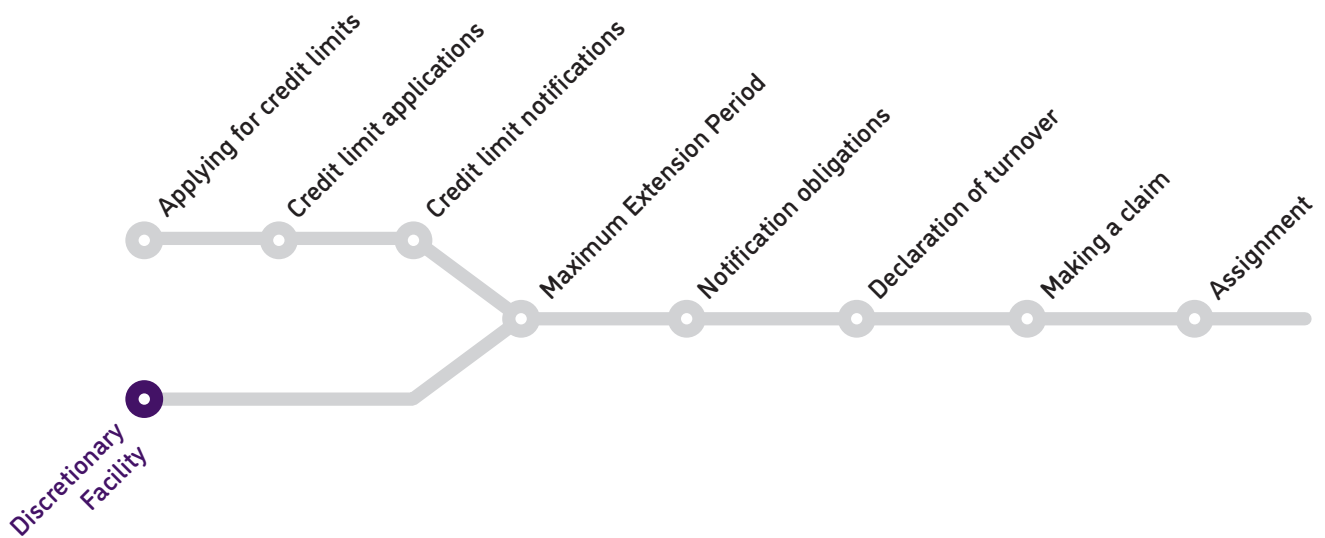 Applying for credit limits
Credit limit applications
Credit limit notifications
Maximum Extension Period
Notification obligations
Declaration of turnover
Making a claim
Assignment
Discretionary
Facility